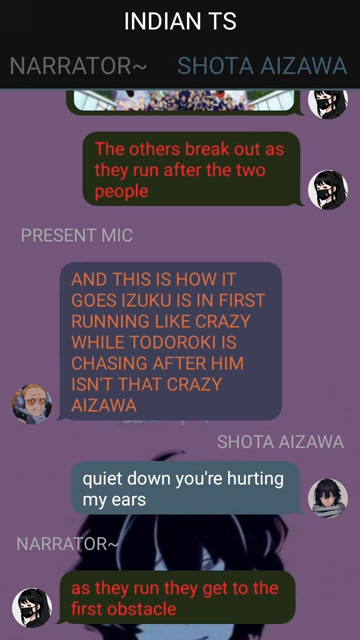 INDIAN TS
NARRATOR~ SHOTA AIZAWA
The others break out as
they run after the two
people
PRESENT MIC
AND THIS IS HOW IT
GOES IZUKU IS IN FIRST
RUNNING LIKE CRAZY
WHILE TODOROKI IS
CHASING AFTER HIM
ISN'T THAT CRAZY
AIZAWA
SHOTA AIZAWA
quiet down you're hurting
my ears
NARRATOR~
as they run they get to the
first obstacle